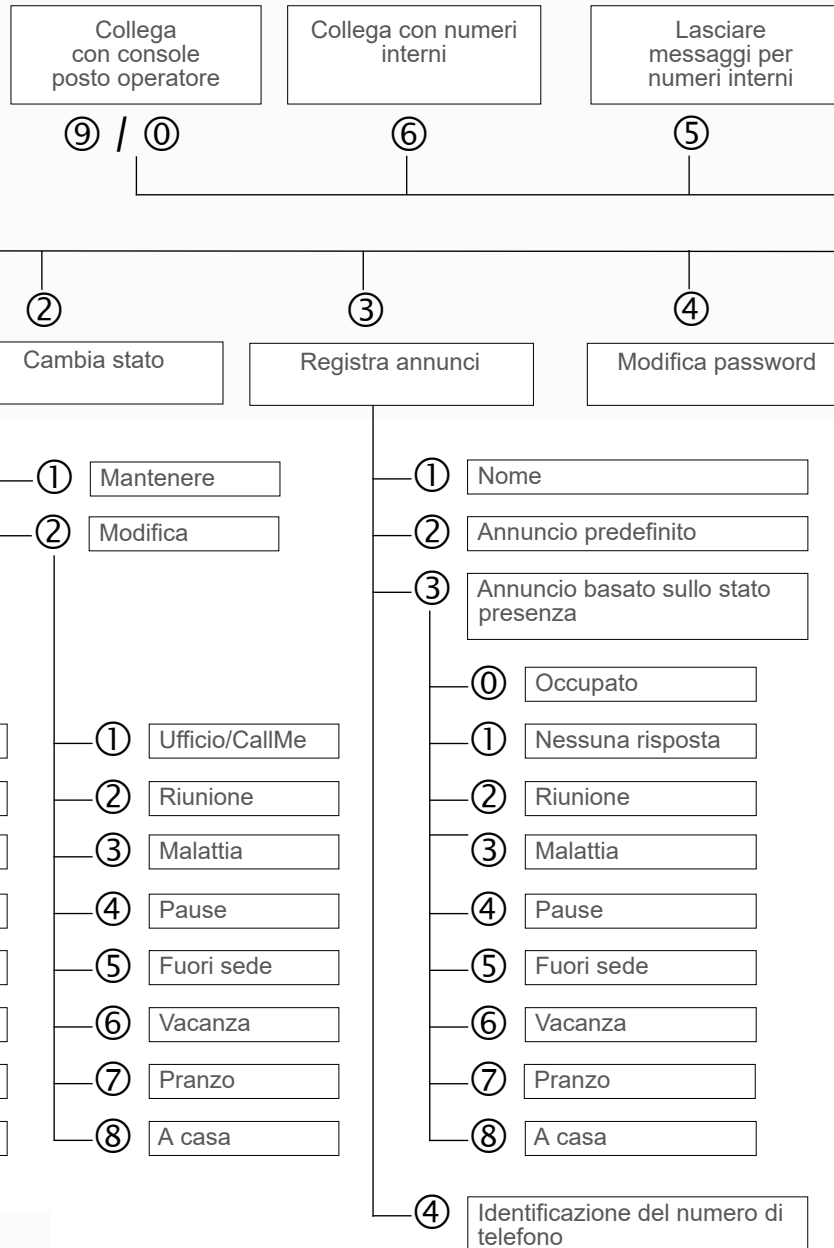 Collega
con console
posto operatore
Collega con numeri
interni
Lasciare
messaggi per
numeri interni
⑨ / ⓪
⑥
⑤
②
③
④
Cambia stato
Registra annunci
Modifica password
① Mantenere
② Modifica
① Ufficio/CallMe
② Riunione
③ Malattia
④ Pause
⑤ Fuori sede
⑥ Vacanza
⑦ Pranzo
⑧ A casa
① Nome
② Annuncio predefinito
③ Annuncio basato sullo stato
presenza
⓪ Occupato
① Nessuna risposta
② Riunione
③ Malattia
④ Pause
⑤ Fuori sede
⑥ Vacanza
⑦ Pranzo
⑧ A casa
④ Identificazione del numero di
telefono